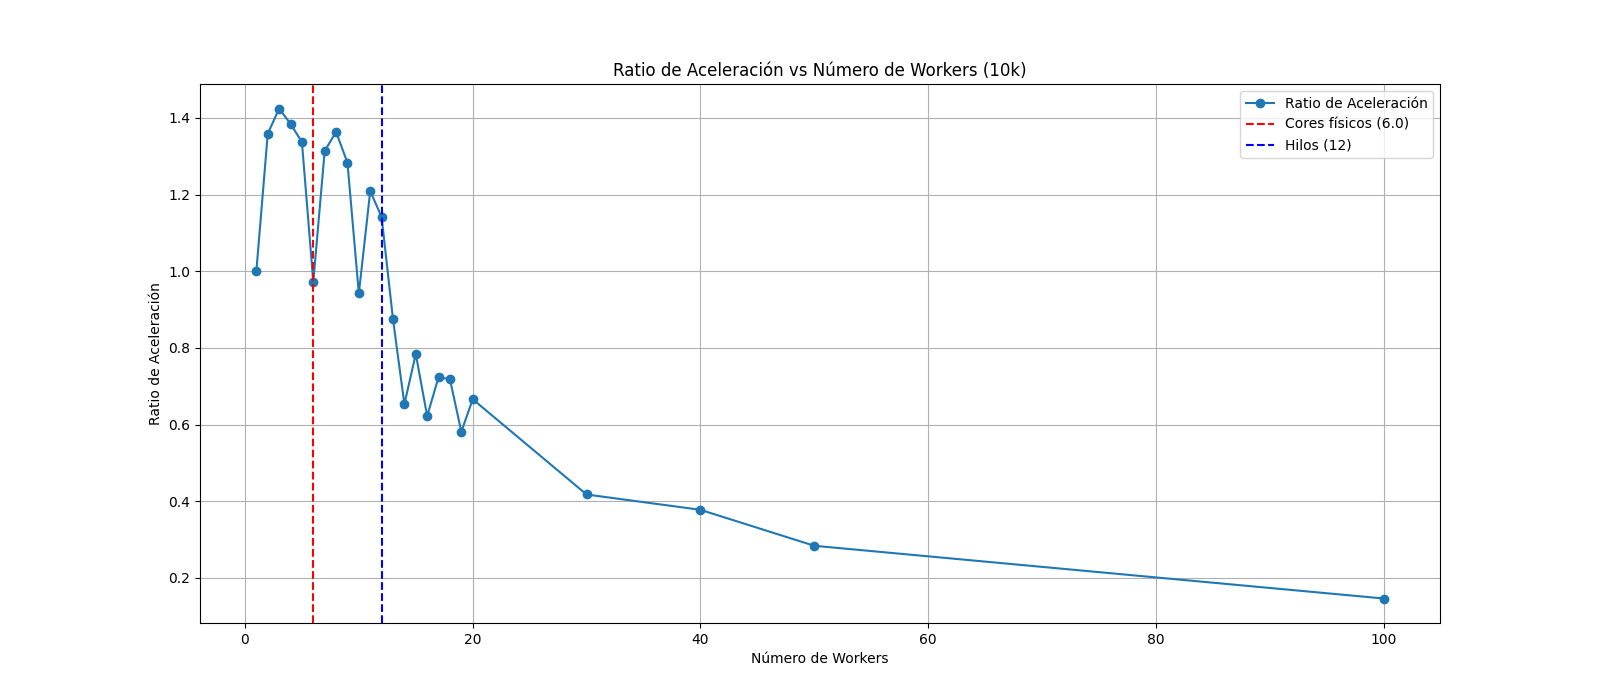 Ratio de Aceleración vs Número de Workers (10k)
Ratio de Aceleración
Cores físicos (6.0)
Hilos (12)
Ratio de Aceleración
1.4
1.2
1.0
0.8
0.6
0.4
0.2
0 20 40 60 80 100
Número de Workers